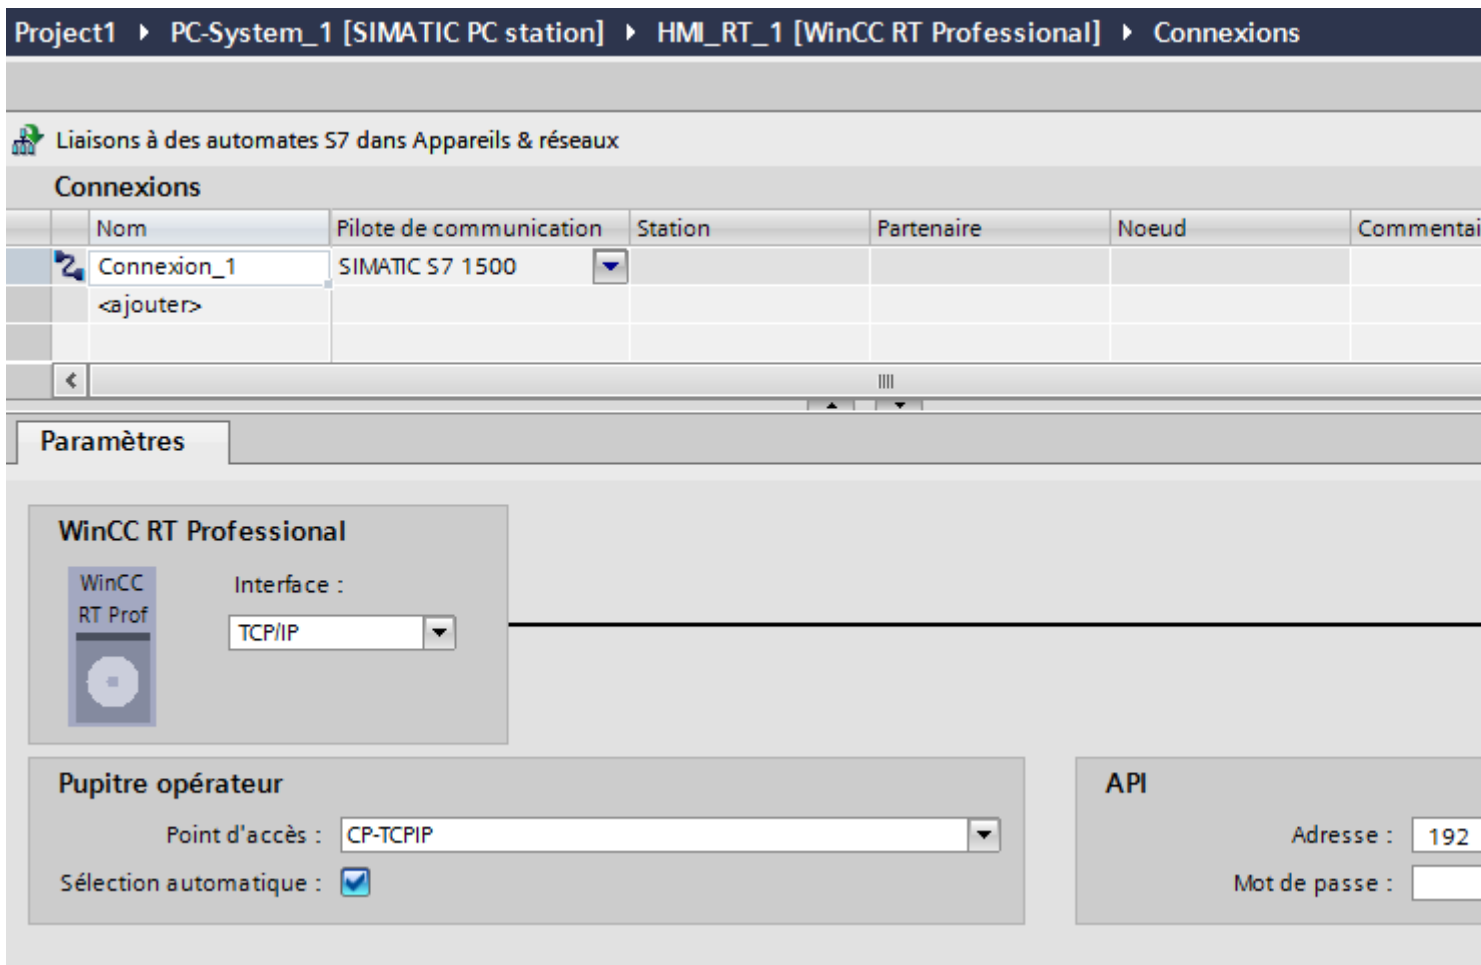 Project1 ▸ PC-System_1 [SIMATIC PC station] ▸ HMI_RT_1 [WinCC RT Professional] ▸ Connexions
Liaisons à des automates S7 dans Appareils & réseaux
Connexions
Nom Pilote de communication Station Partenaire Noeud Commentai
Connexion_1 SIMATIC S7 1500
<ajouter>
Paramètres
WinCC RT Professional
WinCC
RT Prof
Interface :
TCP/IP
Pupitre opérateur
Point d'accès : CP-TCPIP
Sélection automatique :
API
Adresse : 192
Mot de passe :